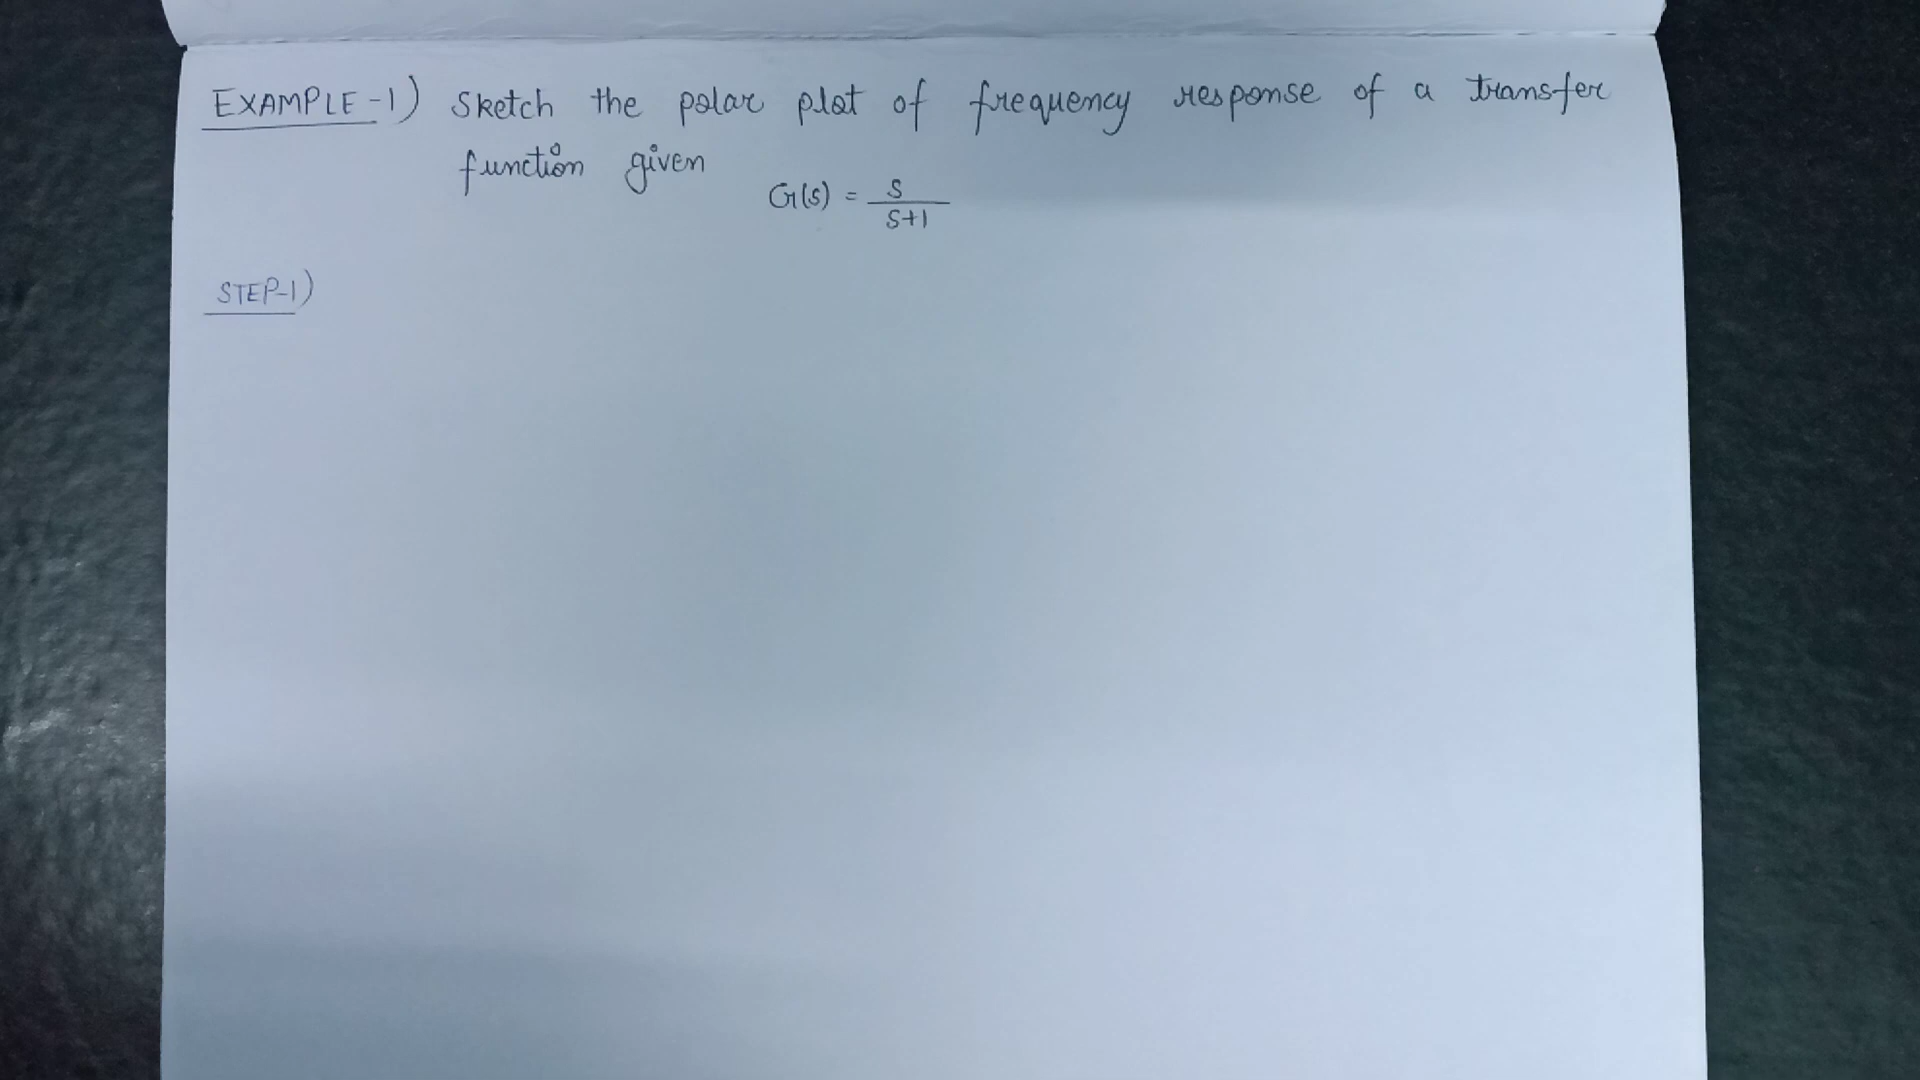 EXAMPLE-1) Sketch the polar plot of frequency response of a transfer
function given
G(s) = s/s+1
STEP-1)